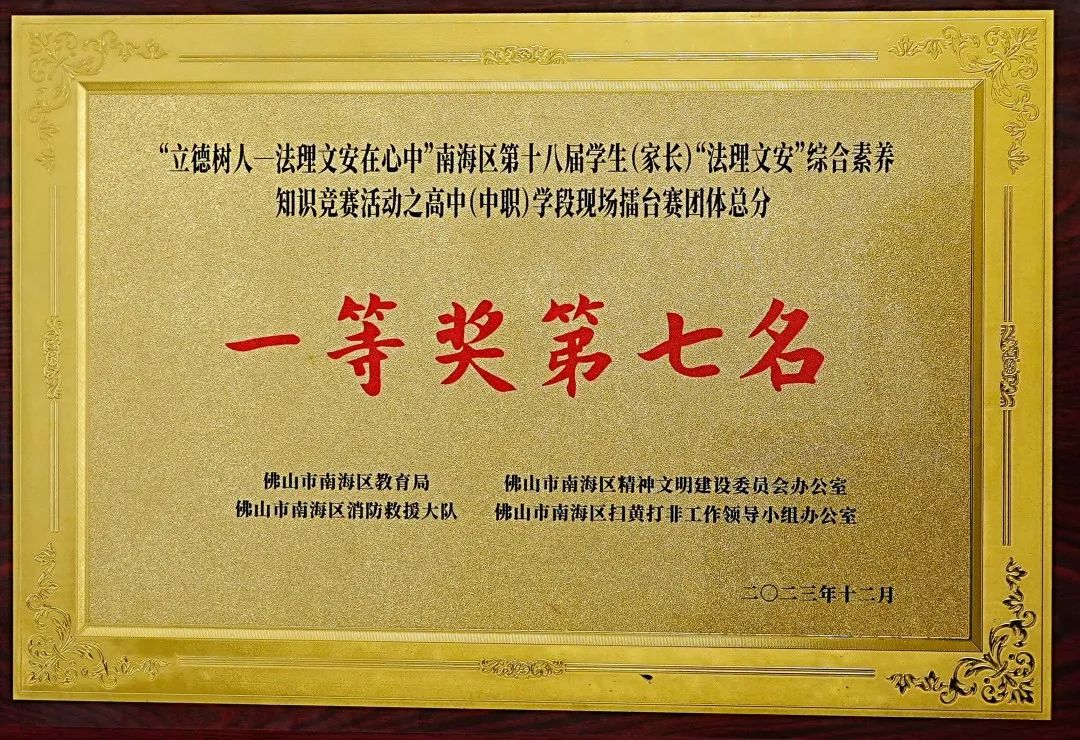 “立德树人—法理文安在心中”南海区第十八届学生(家长)“法理文安”综合素养
知识竞赛活动之高中(中职)学段现场擂台赛团体总分
一等奖第七名
佛山市南海区教育局 佛山市南海区精神文明建设委员会办公室
佛山市南海区消防救援大队 佛山市南海区扫黄打非工作领导小组办公室
二〇二三年十二月